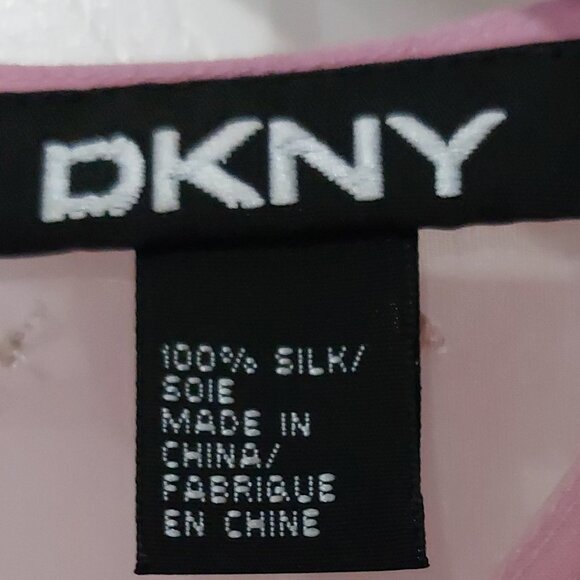 DKNY
100% SILK/
SOIE
MADE IN
CHINA/
FABRIQUE
EN CHINE